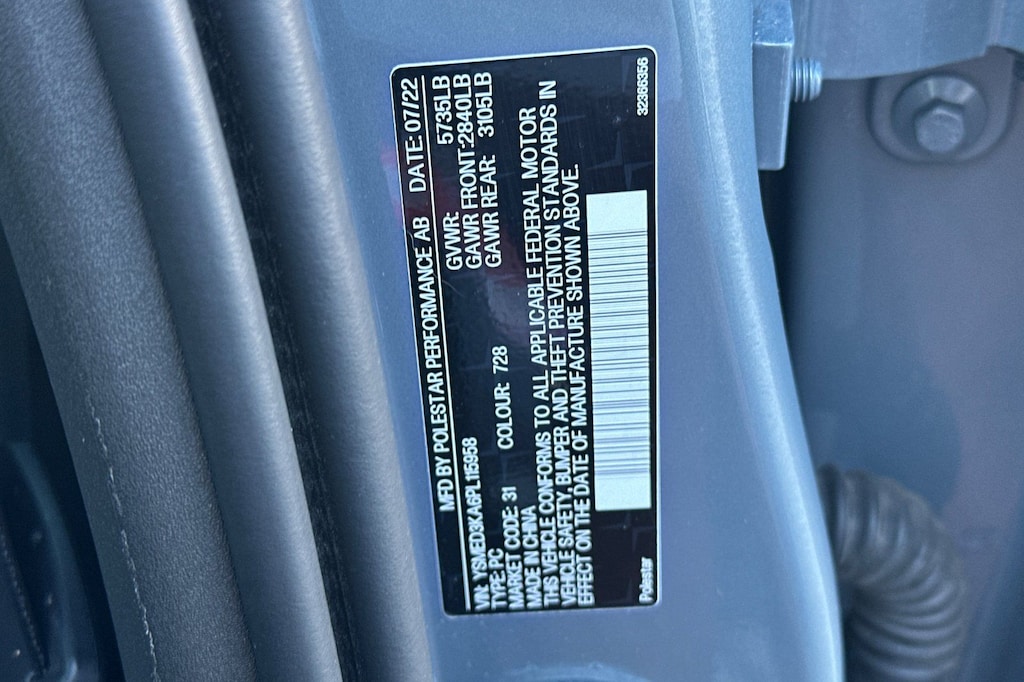 MFD BY POLESTAR PERFORMANCE AB DATE: 07/22
VIN: YSMED3KA6PL115958 GVWR: 5735LB
TYPE: PC GAWR FRONT: 2840LB
MARKET CODE: 31 COLOUR: 728 GAWR REAR: 3105LB
MADE IN CHINA
THIS VEHICLE CONFORMS TO ALL APPLICABLE FEDERAL MOTOR
VEHICLE SAFETY, BUMPER AND THEFT PREVENTION STANDARDS IN
EFFECT ON THE DATE OF MANUFACTURE SHOWN ABOVE.
Polestar 32366356